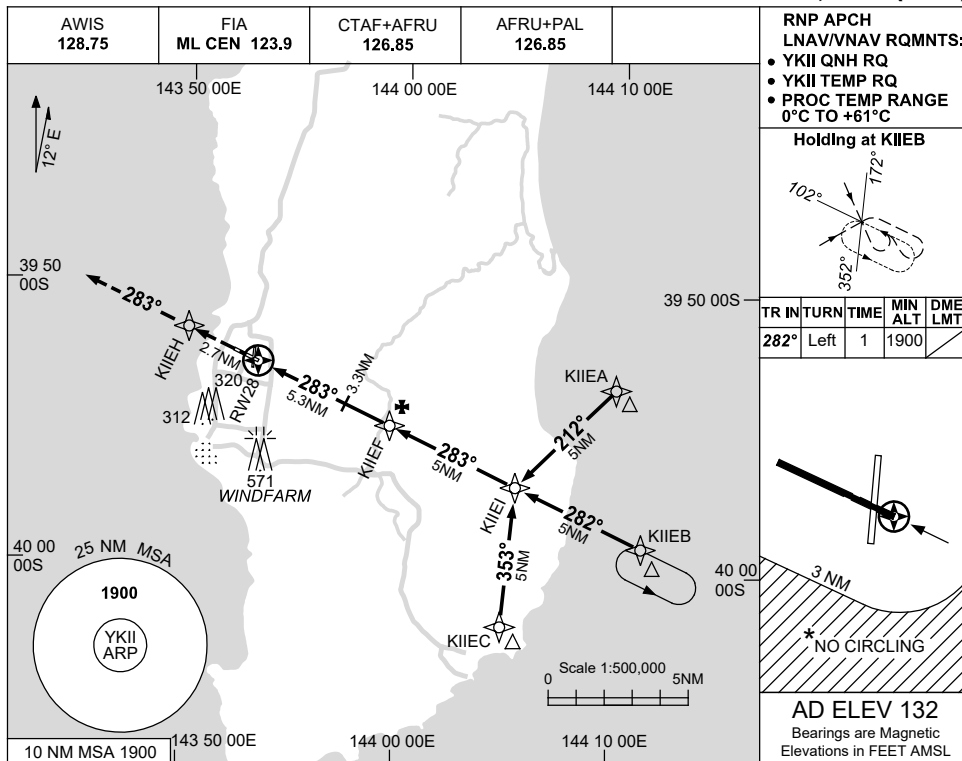 AWIS
128.75
FIA
ML CEN 123.9
CTAF+AFRU
126.85
AFRU+PAL
126.85
RNP APCH
LNAV/VNAV RQMNTS:
• YKII QNH RQ
• YKII TEMP RQ
• PROC TEMP RANGE
0°C TO +61°C
143 50 00E
144 00 00E
144 10 00E
12° E
Holding at KIIEB
172°
102°
352°
39 50
00S
39 50 00S
TR IN
TURN
TIME
MIN
ALT
DME
LMT
282°
Left
1
1900
283°
KIIEH
2.7NM
RW28
320
312
571
WINDFARM
283°
5.3NM
3.3NM
KIIEF
283°
5NM
KIIEA
212°
5NM
KIIEI
282°
5NM
KIIEB
353°
5NM
KIIEC
40 00
00S
40 00
00S
25 NM MSA
1900
YKII
ARP
Scale 1:500,000
0
5NM
3 NM
*NO CIRCLING
10 NM MSA 1900
143 50 00E
144 00 00E
144 10 00E
AD ELEV 132
Bearings are Magnetic
Elevations in FEET AMSL